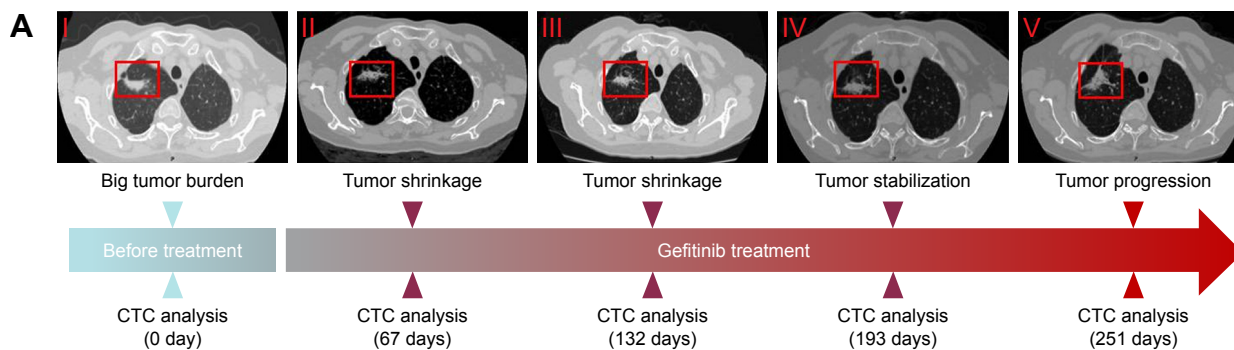 A
I II III IV V
Big tumor burden Tumor shrinkage Tumor shrinkage Tumor stabilization Tumor progression
Before treatment Gefitinib treatment
CTC analysis CTC analysis CTC analysis CTC analysis CTC analysis
(0 day) (67 days) (132 days) (193 days) (251 days)